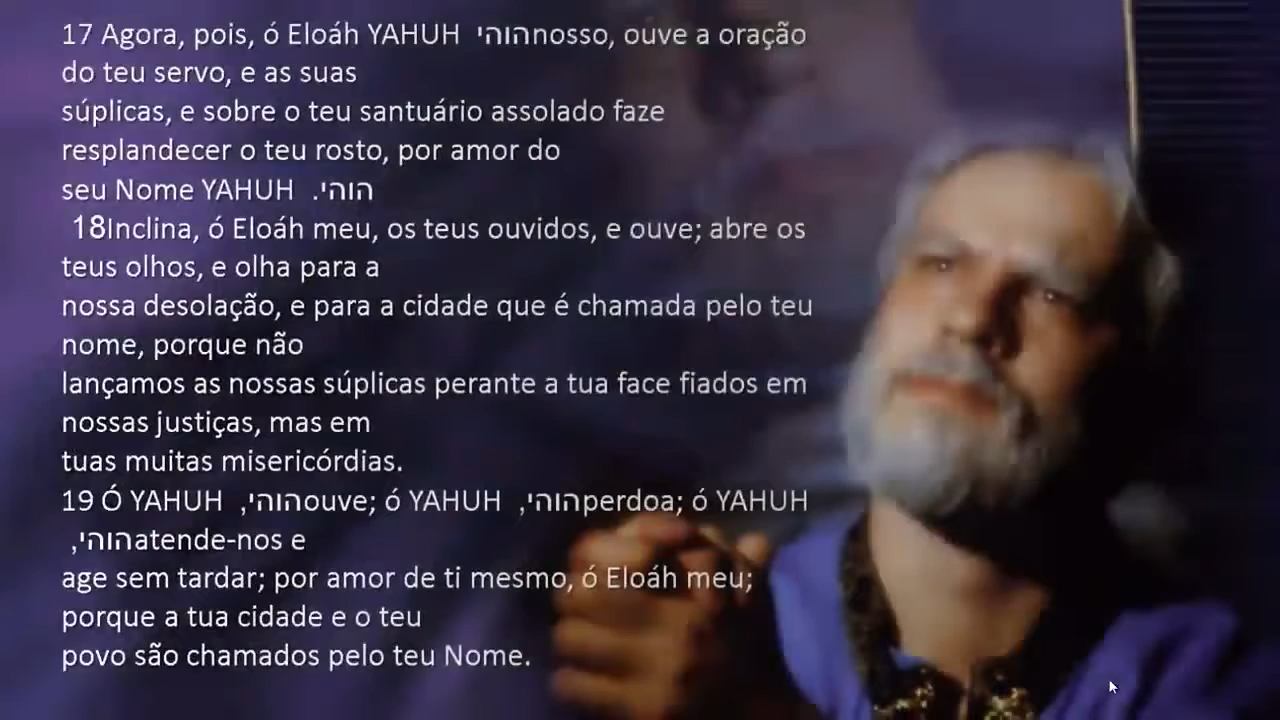 17 Agora, pois, ó Eloáh YAHUH הוהי nosso, ouve a oração
do teu servo, e as suas
súplicas, e sobre o teu santuário assolado faze
resplandecer o teu rosto, por amor do
seu Nome YAHUH הוהי.
18Inclina, ó Eloáh meu, os teus ouvidos, e ouve; abre os
teus olhos, e olha para a
nossa desolação, e para a cidade que é chamada pelo teu
nome, porque não
lançamos as nossas súplicas perante a tua face fiados em
nossas justiças, mas em
tuas muitas misericórdias.
19 Ó YAHUH הוהי, ouve; ó YAHUH הוהי, perdoa; ó YAHUH
הוהי, atende-nos e
age sem tardar; por amor de ti mesmo, ó Eloáh meu;
porque a tua cidade e o teu
povo são chamados pelo teu Nome.